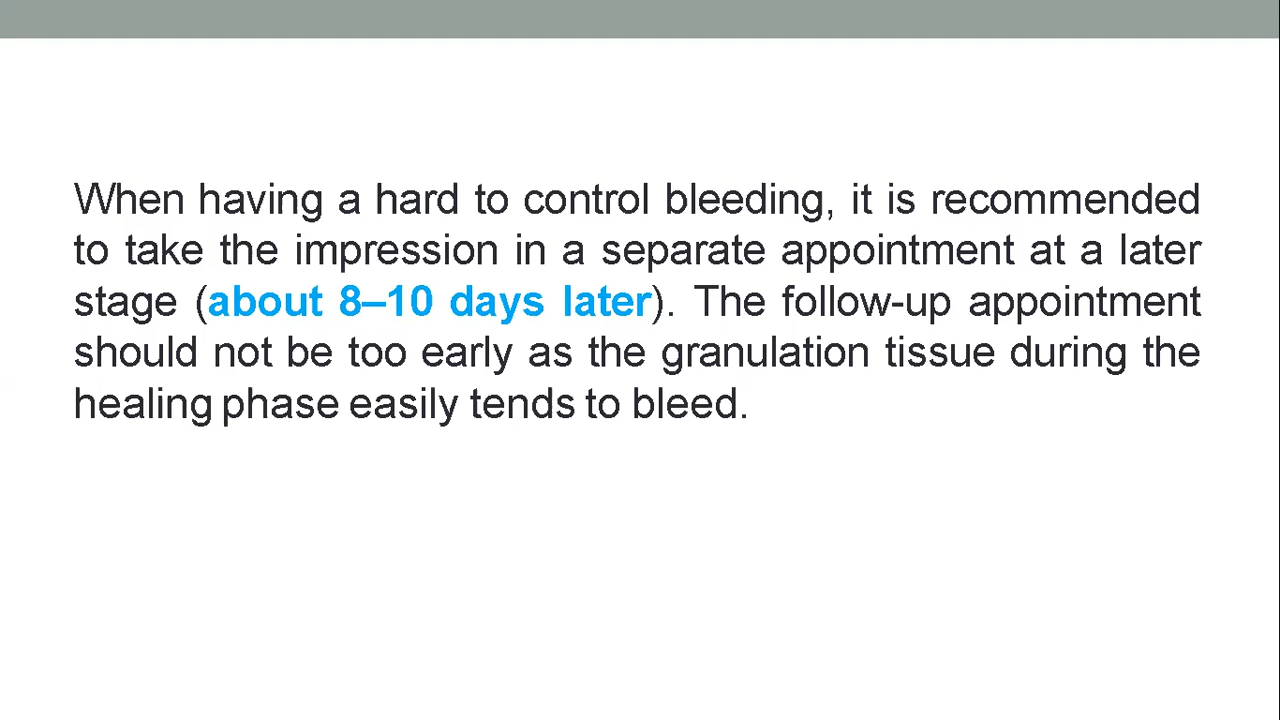 When having a hard to control bleeding, it is recommended
to take the impression in a separate appointment at a later
stage (about 8–10 days later). The follow-up appointment
should not be too early as the granulation tissue during the
healing phase easily tends to bleed.